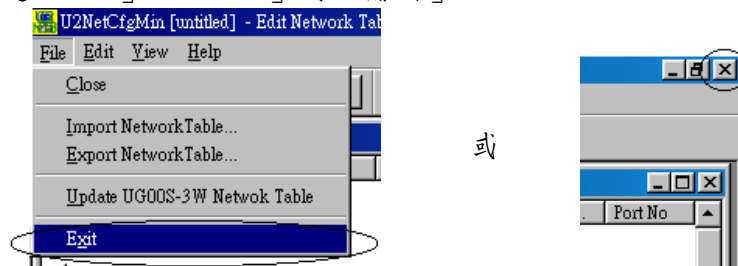 U2NetCfgMin [untitled] - Edit Network Tab
File Edit View Help
Close
Import NetworkTable...
Export NetworkTable...
Update UG00S-3W Netwok Table
Exit
或
Port No